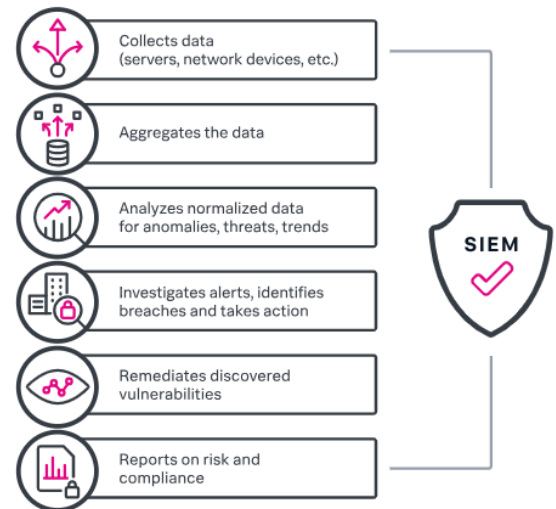 Collects data
(servers, network devices, etc.)
Aggregates the data
Analyzes normalized data
for anomalies, threats, trends
SIEM
Investigates alerts, identifies
breaches and takes action
Remediates discovered
vulnerabilities
Reports on risk and
compliance